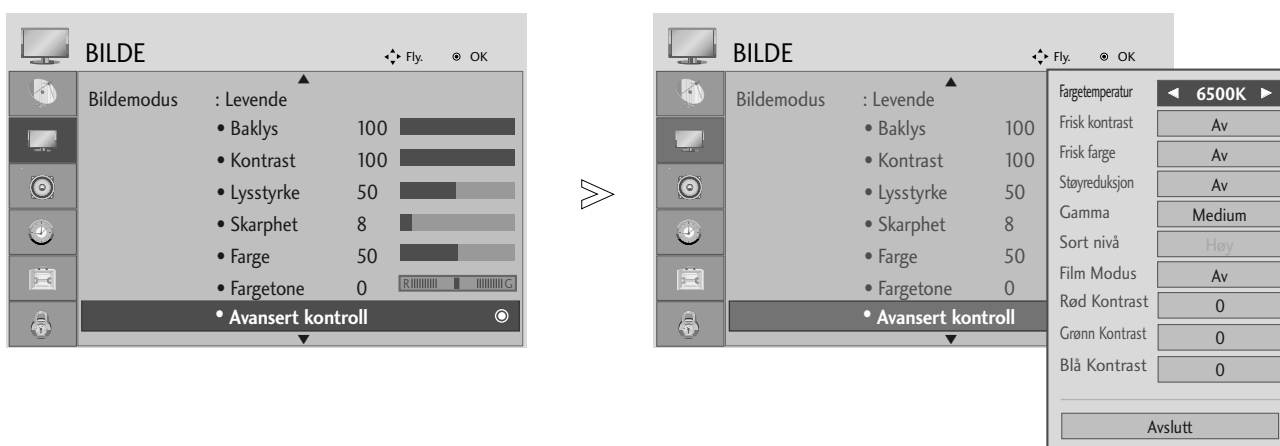 BILDE
Fly. OK
Bildemodus : Levende
• Baklys 100
• Kontrast 100
• Lysstyrke 50
• Skarphet 8
• Farge 50
• Fargetone 0 R G
• Avansert kontroll
BILDE
Fly. OK
Bildemodus : Levende
• Baklys 100
• Kontrast 100
• Lysstyrke 50
• Skarphet 8
• Farge 50
• Fargetone 0
• Avansert kontroll
Fargetemperatur 6500K
Frisk kontrast Av
Frisk farge Av
Støyreduksjon Av
Gamma Medium
Sort nivå Høy
Film Modus Av
Rød Kontrast 0
Grønn Kontrast 0
Blå Kontrast 0
Avslutt